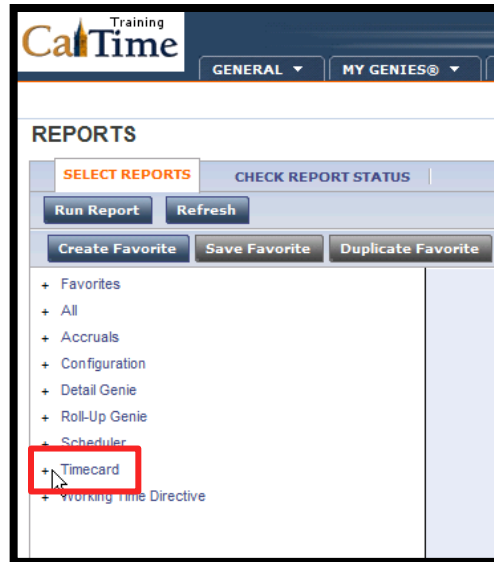 Training
CalTime
GENERAL MY GENIES®
REPORTS
SELECT REPORTS CHECK REPORT STATUS
Run Report Refresh
Create Favorite Save Favorite Duplicate Favorite
+ Favorites
+ All
+ Accruals
+ Configuration
+ Detail Genie
+ Roll-Up Genie
+ Scheduler
+ Timecard
+ Working Time Directive